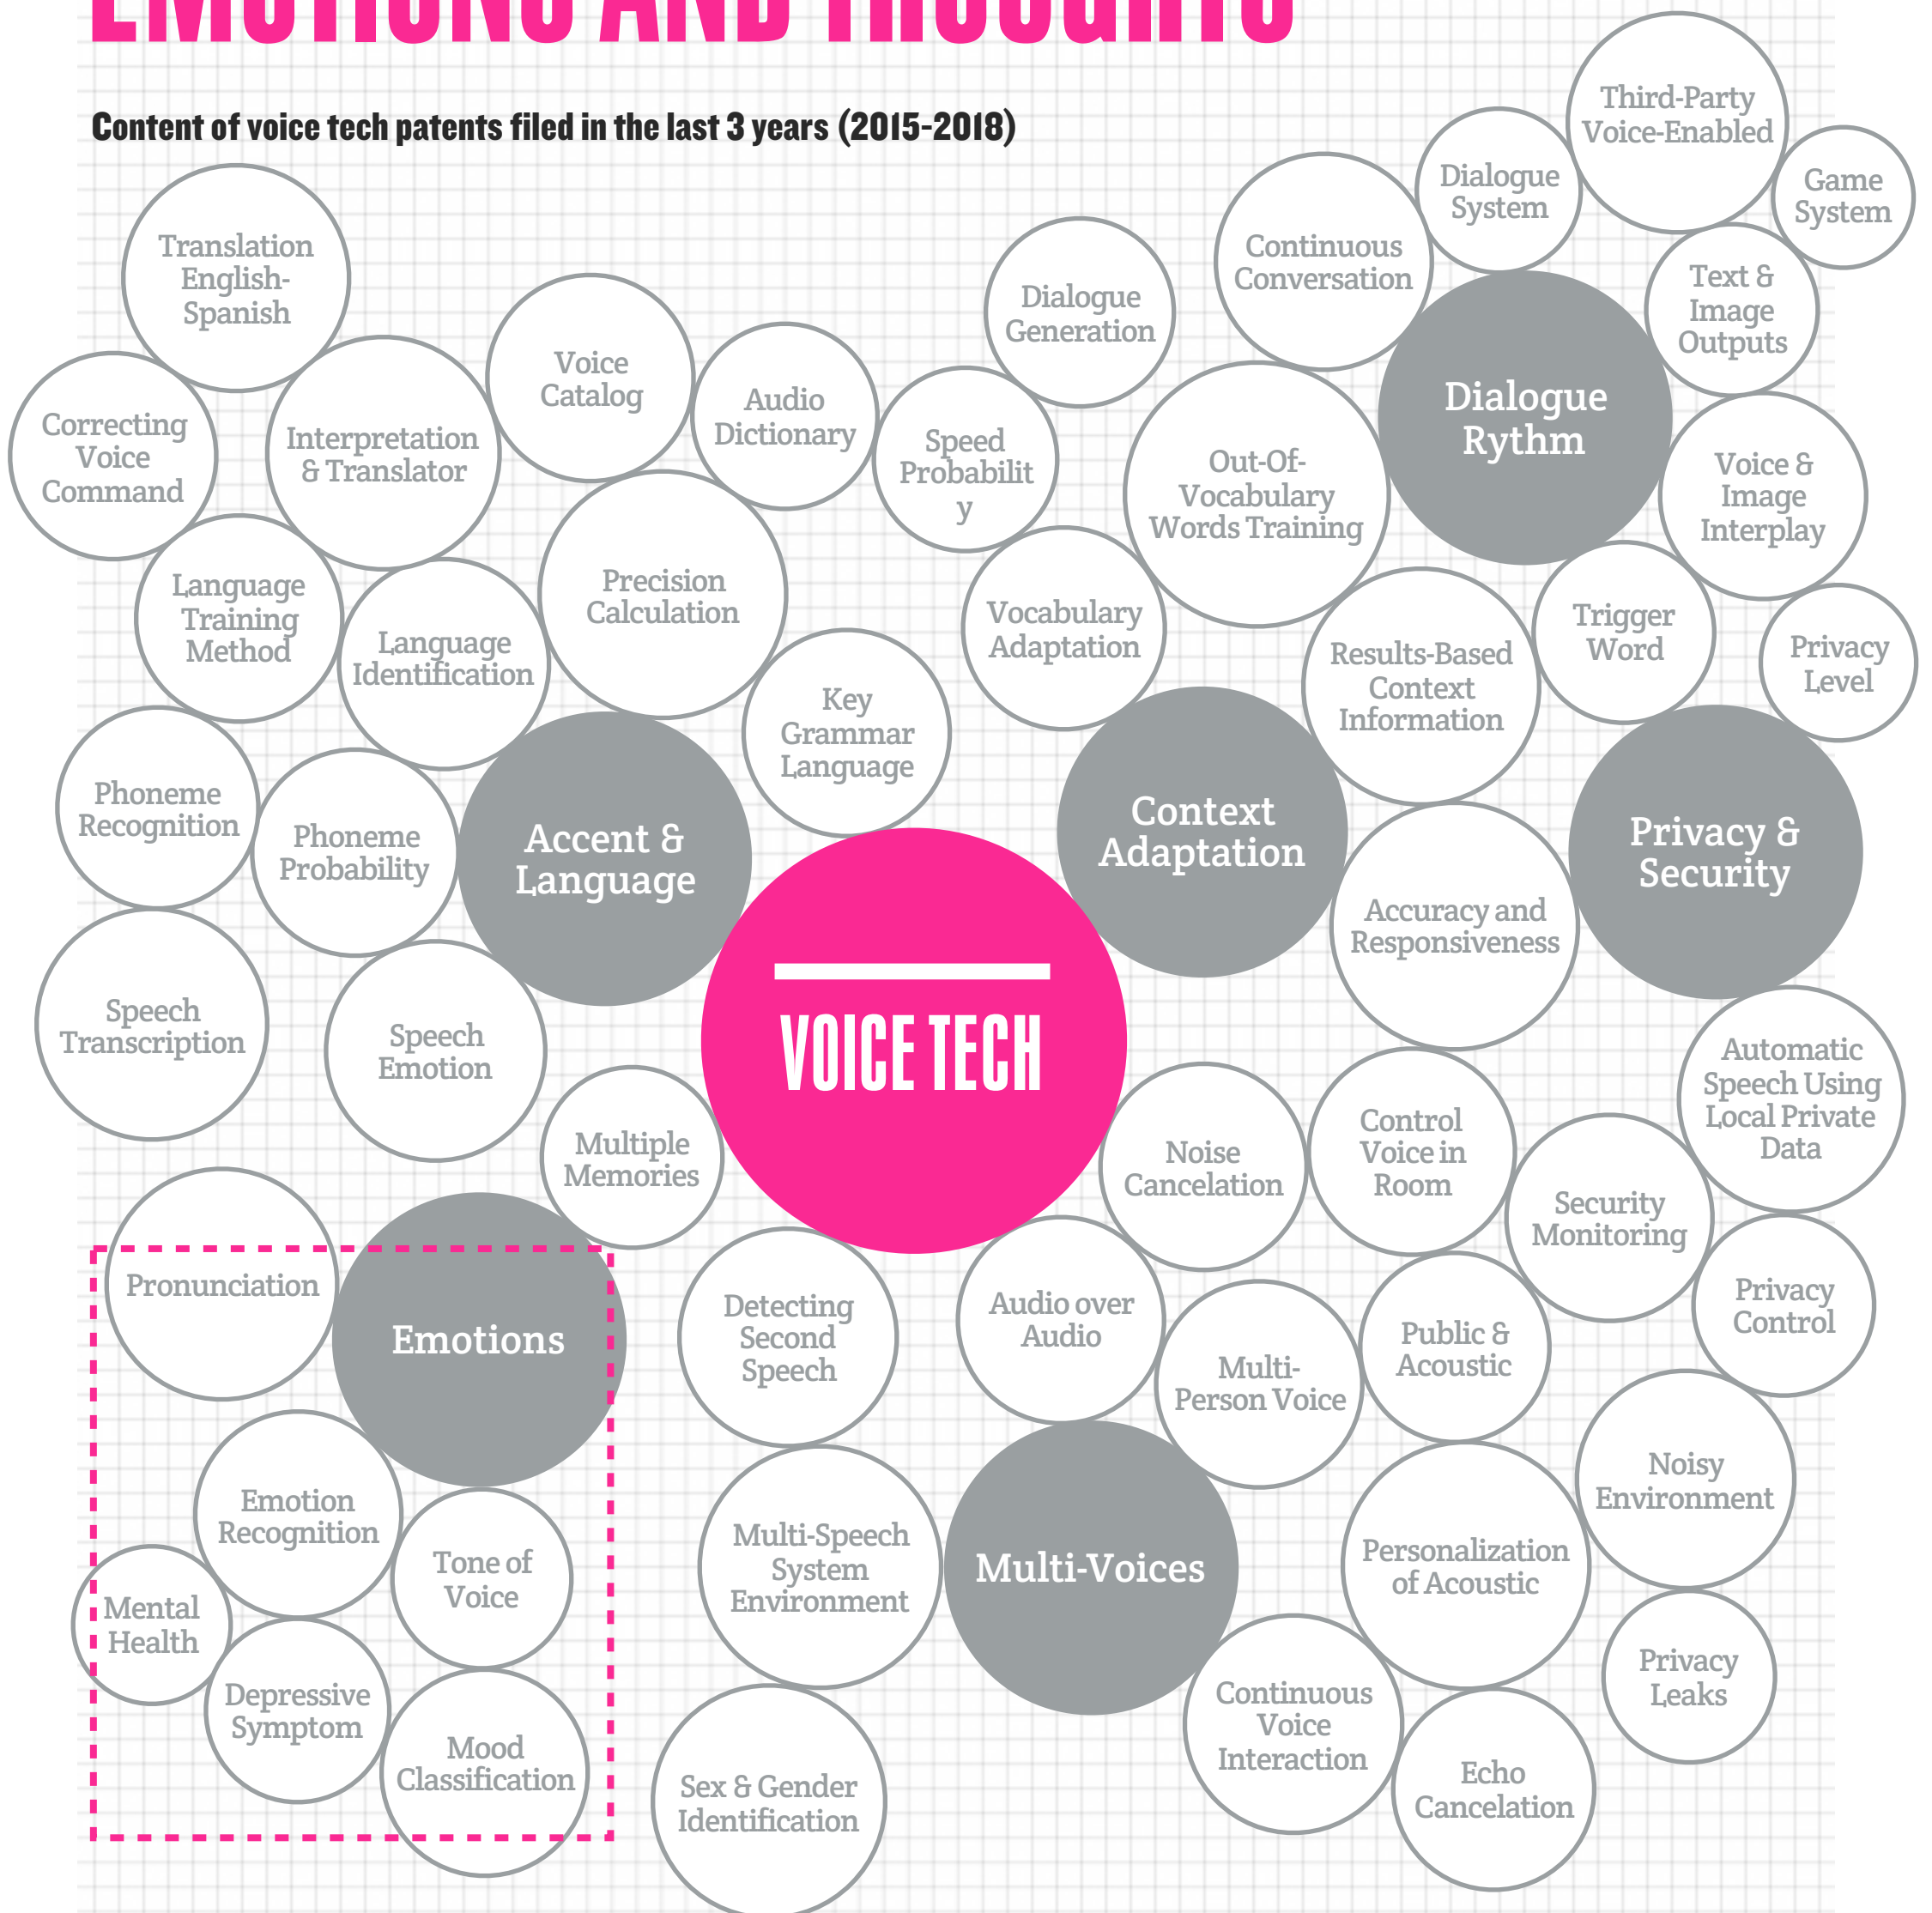 EMOTIONS AND THOUGHTS
Content of voice tech patents filed in the last 3 years (2015-2018)
Third-Party
Voice-Enabled
Dialogue
System
Game
System
Translation
English-
Spanish
Continuous
Conversation
Text &
Image
Outputs
Dialogue
Generation
Voice
Catalog
Audio
Dictionary
Dialogue
Rythm
Correcting
Voice
Command
Interpretation
& Translator
Speed
Probabilit
y
Out-Of-
Vocabulary
Words Training
Voice &
Image
Interplay
Language
Training
Method
Language
Identification
Precision
Calculation
Vocabulary
Adaptation
Results-Based
Context
Information
Trigger
Word
Privacy
Level
Key
Grammar
Language
Phoneme
Recognition
Phoneme
Probability
Accent &
Language
Context
Adaptation
Privacy &
Security
Accuracy and
Responsiveness
Speech
Transcription
Speech
Emotion
VOICE TECH
Automatic
Speech Using
Local Private
Data
Multiple
Memories
Noise
Cancelation
Control
Voice in
Room
Security
Monitoring
Pronunciation
Emotions
Detecting
Second
Speech
Audio over
Audio
Multi-
Person Voice
Public &
Acoustic
Privacy
Control
Emotion
Recognition
Tone of
Voice
Multi-Speech
System
Environment
Multi-Voices
Personalization
of Acoustic
Noisy
Environment
Mental
Health
Depressive
Symptom
Mood
Classification
Sex & Gender
Identification
Continuous
Voice
Interaction
Echo
Cancelation
Privacy
Leaks